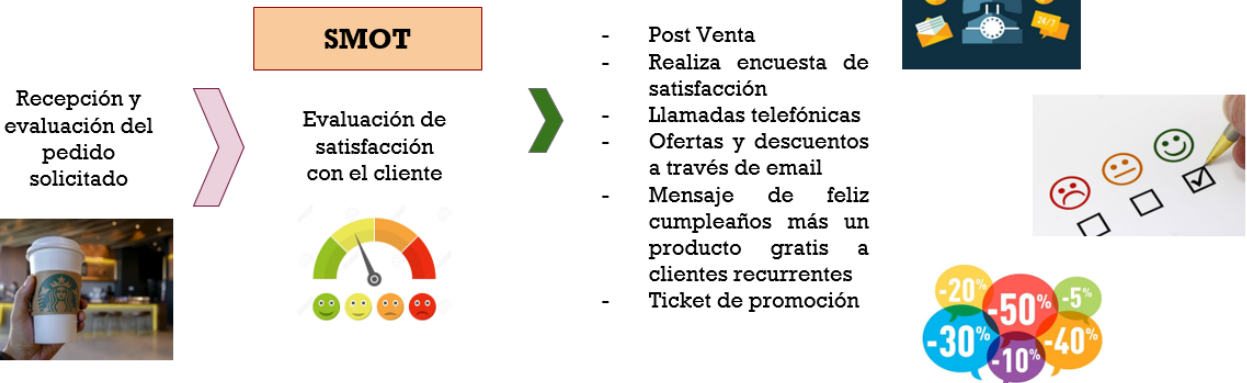 SMOT
Recepción y
evaluación del
pedido
solicitado
Evaluación de
satisfacción
con el cliente
- Post Venta
- Realiza encuesta de
satisfacción
- Llamadas telefónicas
- Ofertas y descuentos
a través de email
- Mensaje de feliz
cumpleaños más un
producto gratis a
clientes recurrentes
- Ticket de promoción
24/7
-20%
-50%
-5%
-30%
-10%
-40%